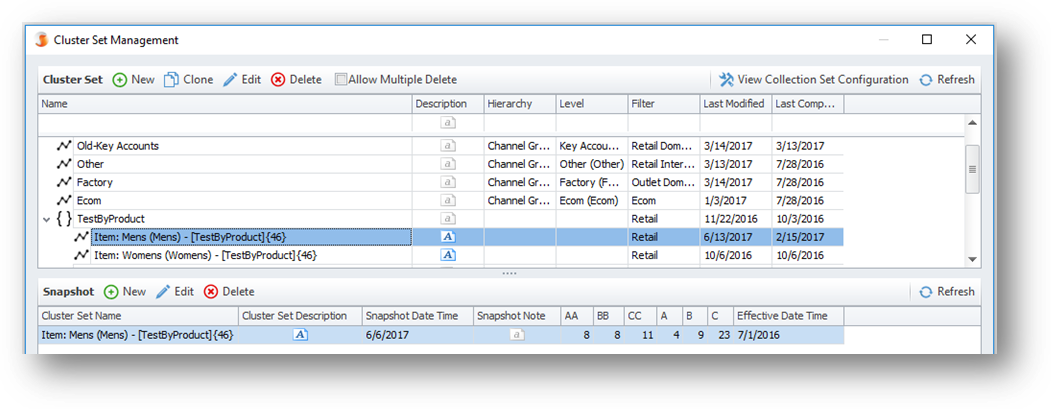 Cluster Set Management
Cluster Set New Clone Edit Delete Allow Multiple Delete View Collection Set Configuration Refresh
Name Description Hierarchy Level Filter Last Modified Last Comp...
a
Old-Key Accounts a Channel Gr... Key Accou... Retail Dom... 3/14/2017 3/13/2017
Other a Channel Gr... Other (Other) Retail Inter... 3/13/2017 7/28/2016
Factory a Channel Gr... Factory (F... Outlet Dom... 3/14/2017 7/28/2016
Ecom a Channel Gr... Ecom (Ecom) Ecom 1/3/2017 7/28/2016
{ } TestByProduct a Retail 11/22/2016 10/3/2016
Item: Mens (Mens) - [TestByProduct]{46} A Retail 6/13/2017 2/15/2017
Item: Womens (Womens) - [TestByProduct]{46} A Retail 10/6/2016 10/6/2016
Snapshot New Edit Delete Refresh
Cluster Set Name Cluster Set Description Snapshot Date Time Snapshot Note AA BB CC A B C Effective Date Time
Item: Mens (Mens) - [TestByProduct]{46} A 6/6/2017 a 8 8 11 4 9 23 7/1/2016